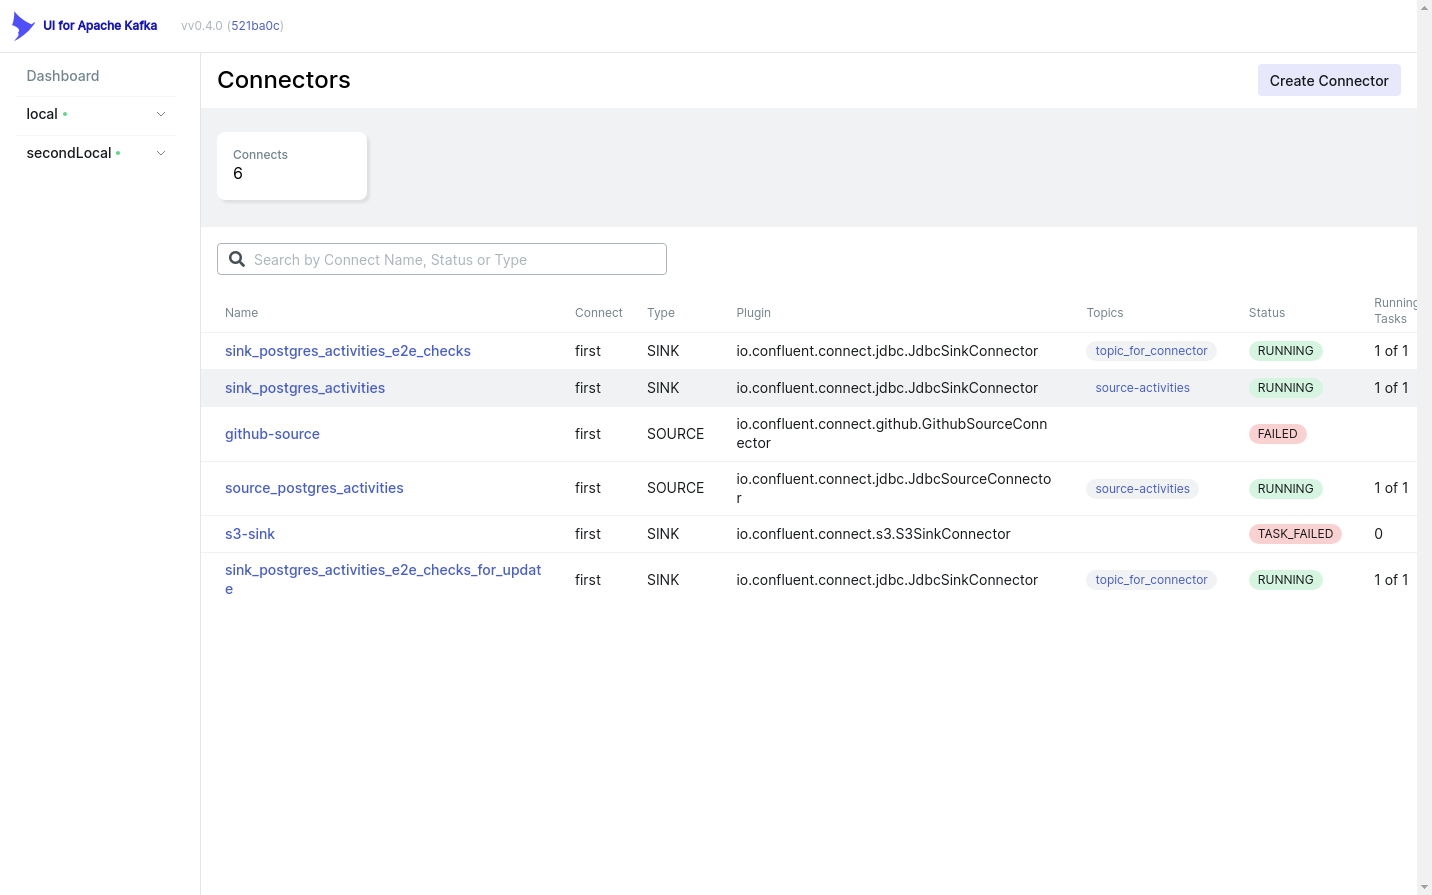 UI for Apache Kafka vv0.4.0 (521ba0c)
Dashboard
local
secondLocal
Connectors
Create Connector
Connects
6
Search by Connect Name, Status or Type
Name Connect Type Plugin Topics Status Running
Tasks
sink_postgres_activities_e2e_checks first SINK io.confluent.connect.jdbc.JdbcSinkConnector topic_for_connector RUNNING 1 of 1
sink_postgres_activities first SINK io.confluent.connect.jdbc.JdbcSinkConnector source-activities RUNNING 1 of 1
github-source first SOURCE io.confluent.connect.github.GithubSourceConn
ector FAILED
source_postgres_activities first SOURCE io.confluent.connect.jdbc.JdbcSourceConnecto
r source-activities RUNNING 1 of 1
s3-sink first SINK io.confluent.connect.s3.S3SinkConnector TASK_FAILED 0
sink_postgres_activities_e2e_checks_for_updat
e first SINK io.confluent.connect.jdbc.JdbcSinkConnector topic_for_connector RUNNING 1 of 1